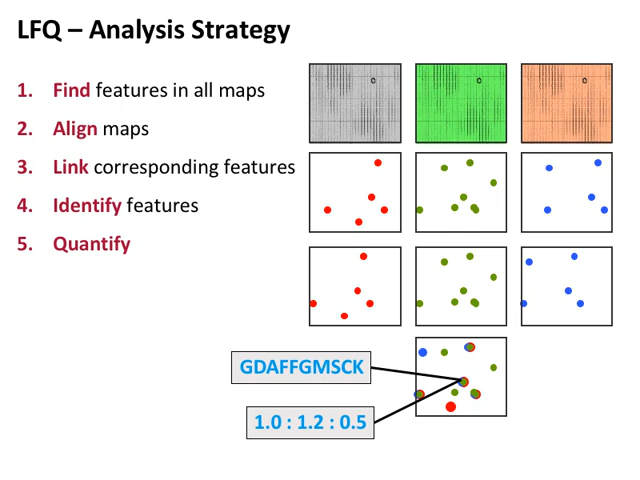 LFQ – Analysis Strategy
1. Find features in all maps
2. Align maps
3. Link corresponding features
4. Identify features
5. Quantify
GDAFFGMSCK
1.0 : 1.2 : 0.5